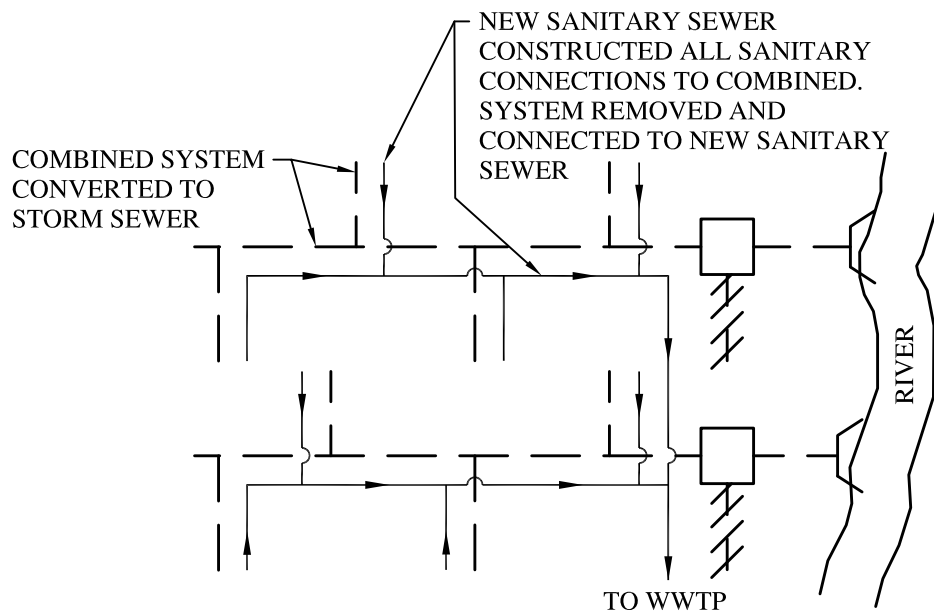 NEW SANITARY SEWER
CONSTRUCTED ALL SANITARY
CONNECTIONS TO COMBINED.
SYSTEM REMOVED AND
CONNECTED TO NEW SANITARY
SEWER
COMBINED SYSTEM
CONVERTED TO
STORM SEWER
RIVER
TO WWTP